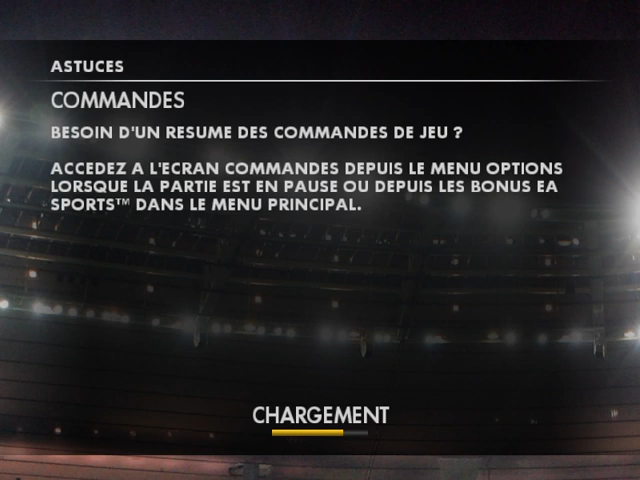 ASTUCES
COMMANDES
BESOIN D'UN RESUME DES COMMANDES DE JEU ?
ACCEDEZ A L'ECRAN COMMANDES DEPUIS LE MENU OPTIONS
LORSQUE LA PARTIE EST EN PAUSE OU DEPUIS LES BONUS EA
SPORTS™ DANS LE MENU PRINCIPAL.
CHARGEMENT